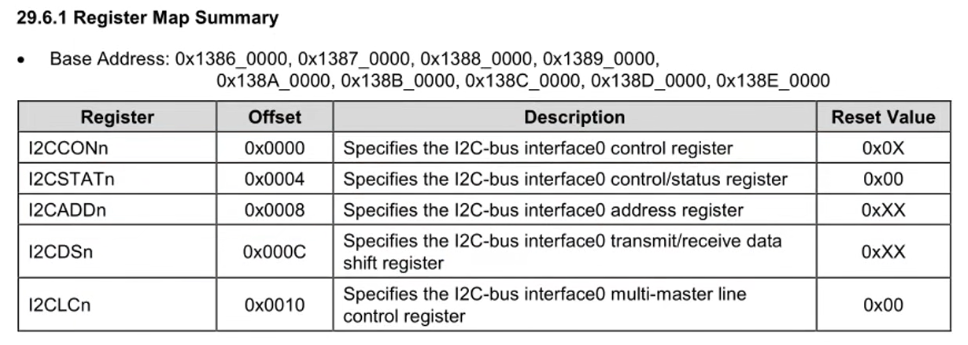 29.6.1 Register Map Summary
• Base Address: 0x1386_0000, 0x1387_0000, 0x1388_0000, 0x1389_0000,
0x138A_0000, 0x138B_0000, 0x138C_0000, 0x138D_0000, 0x138E_0000
Register Offset Description Reset Value
I2CCONn 0x0000 Specifies the I2C-bus interface0 control register 0x0X
I2CSTATn 0x0004 Specifies the I2C-bus interface0 control/status register 0x00
I2CADDn 0x0008 Specifies the I2C-bus interface0 address register 0xXX
I2CDSn 0x000C Specifies the I2C-bus interface0 transmit/receive data
shift register 0xXX
I2CLCn 0x0010 Specifies the I2C-bus interface0 multi-master line
control register 0x00